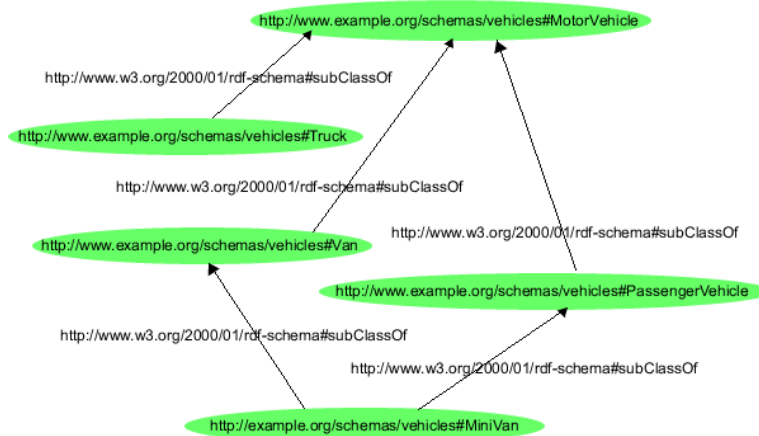 http://www.example.org/schemas/vehicles#MotorVehicle
http://www.w3.org/2000/01/rdf-schema#subClassOf
http://www.example.org/schemas/vehicles#Truck
http://www.w3.org/2000/01/rdf-schema#subClassOf
http://www.w3.org/2000/01/rdf-schema#subClassOf
http://www.example.org/schemas/vehicles#Van
http://www.example.org/schemas/vehicles#PassengerVehicle
http://www.w3.org/2000/01/rdf-schema#subClassOf
http://www.w3.org/2000/01/rdf-schema#subClassOf
http://example.org/schemas/vehicles#MiniVan